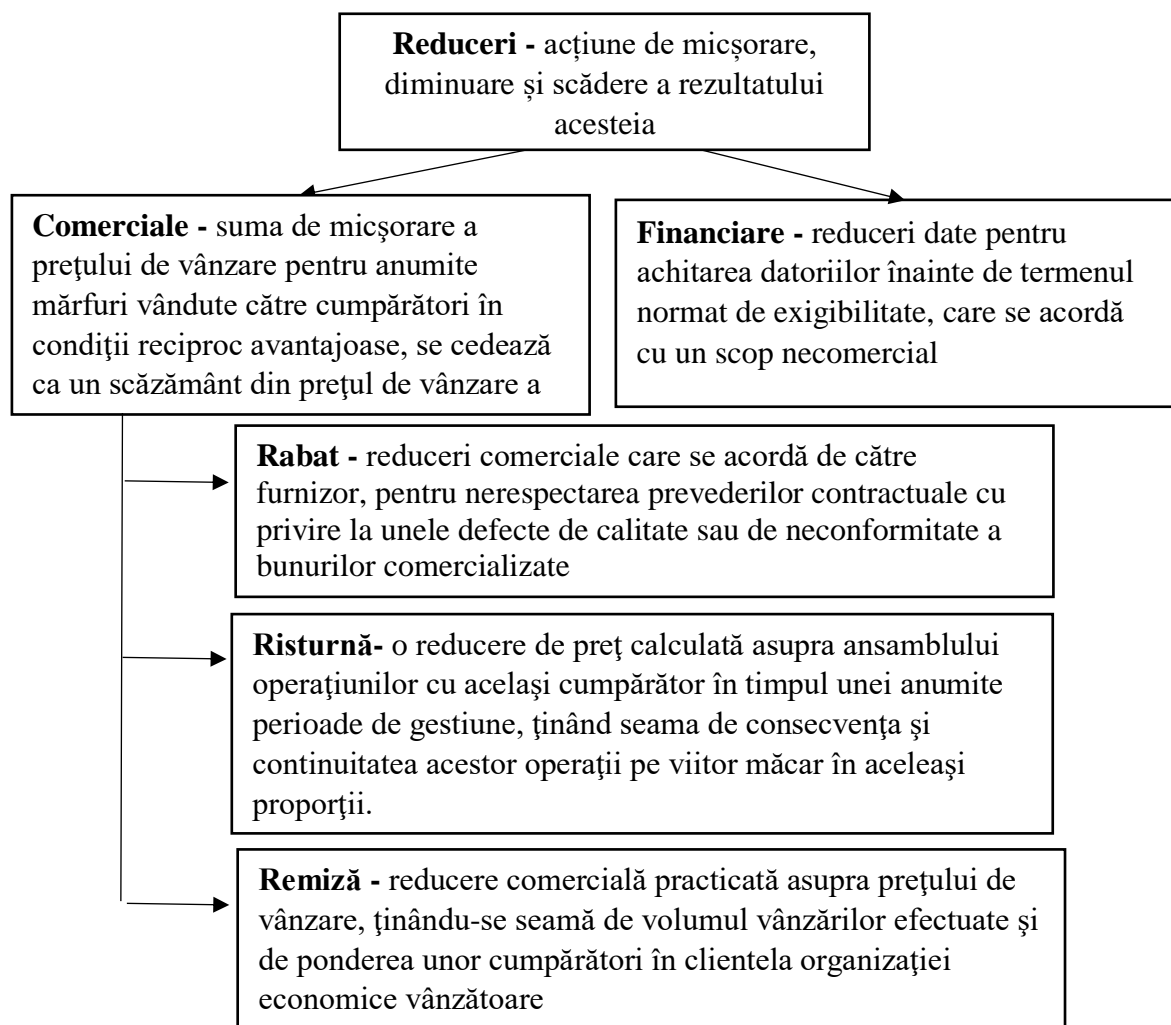 Reduceri - acțiune de micșorare,
diminuare și scădere a rezultatului
acesteia
Comerciale - suma de micşorare a
preţului de vânzare pentru anumite
mărfuri vândute către cumpărători în
condiţii reciproc avantajoase, se cedează
ca un scăzământ din preţul de vânzare a
Financiare - reduceri date pentru
achitarea datoriilor înainte de termenul
normat de exigibilitate, care se acordă
cu un scop necomercial
Rabat - reduceri comerciale care se acordă de către
furnizor, pentru nerespectarea prevederilor contractuale cu
privire la unele defecte de calitate sau de neconformitate a
bunurilor comercializate
Risturnă- o reducere de preţ calculată asupra ansamblului
operaţiunilor cu acelaşi cumpărător în timpul unei anumite
perioade de gestiune, ţinând seama de consecvenţa şi
continuitatea acestor operaţii pe viitor măcar în aceleaşi
proporţii.
Remiză - reducere comercială practicată asupra preţului de
vânzare, ţinându-se seamă de volumul vânzărilor efectuate şi
de ponderea unor cumpărători în clientela organizaţiei
economice vânzătoare